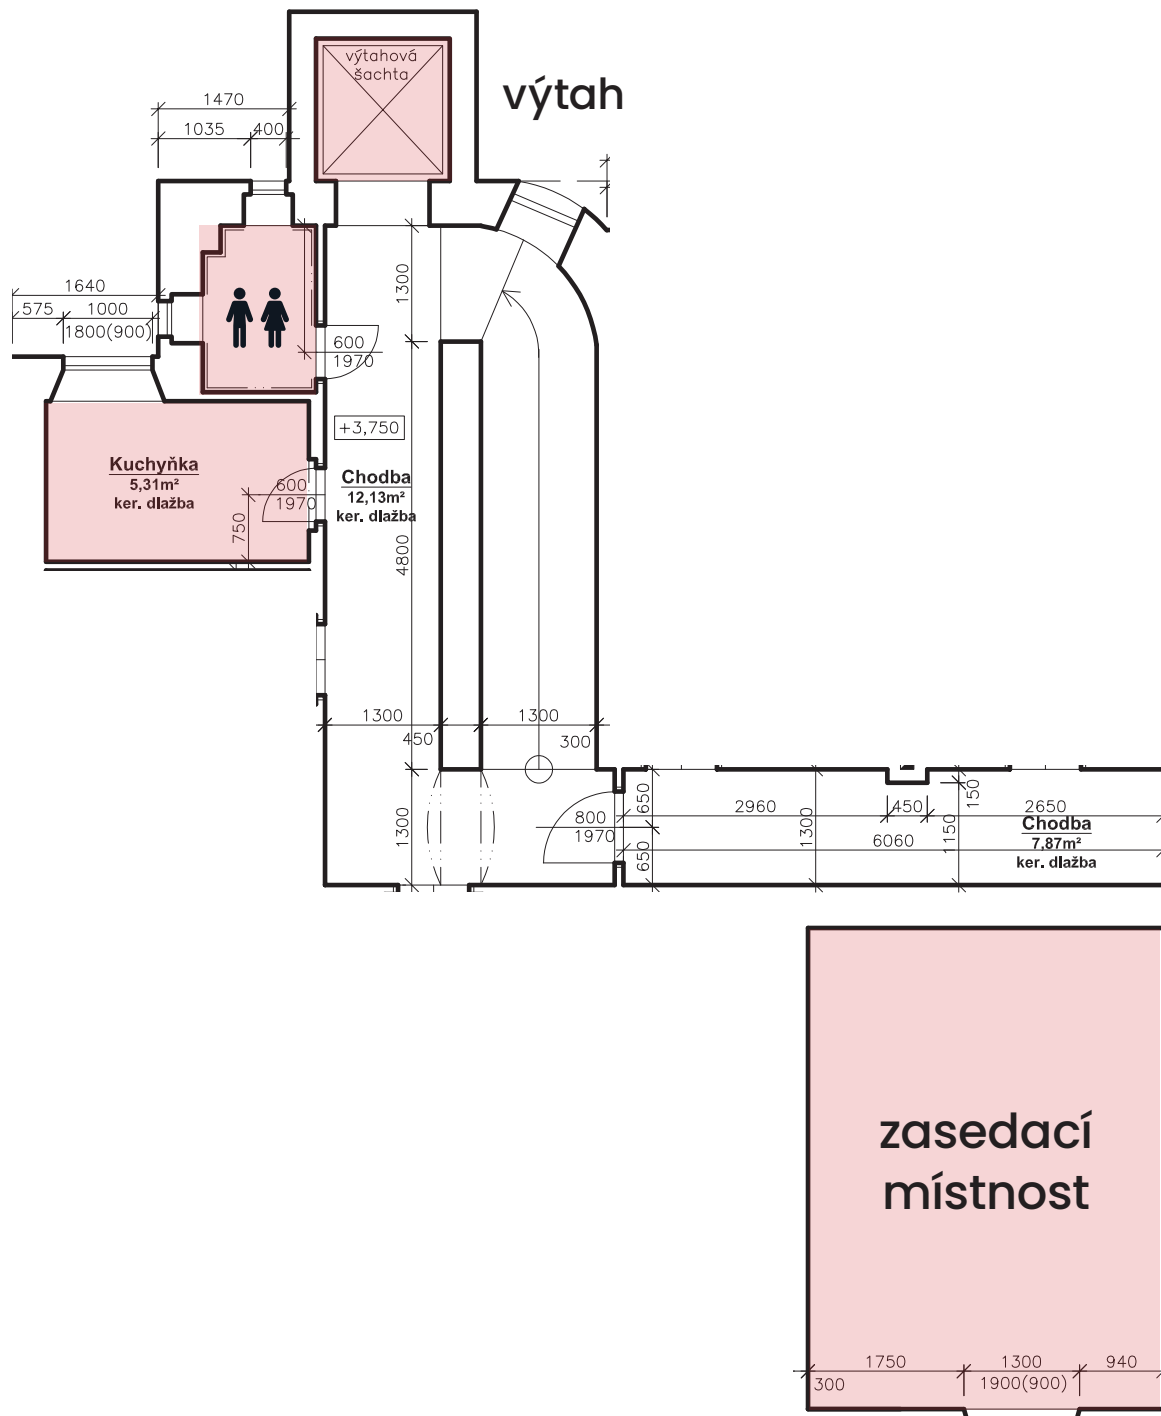 výtahová
šachta
výtah
1470
1035
400
1640
575
1000
1800(900)
1300
600
1970
+3,750
Kuchyňka
5,31m²
ker. dlažba
600
1970
750
Chodba
12,13m²
ker. dlažba
4800
1300
450
1300
300
1300
800
1970
650
650
2960
450
2650
150
1300
1150
6060
Chodba
7,87m²
ker. dlažba
zasedací
místnost
1750
1300
940
300
1900(900)